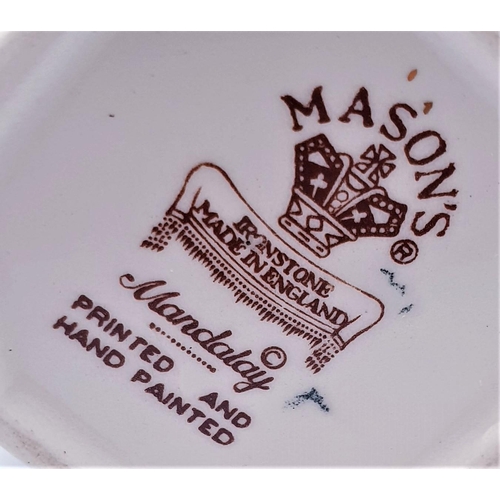 MASON'S
®
IRONSTONE
MADE IN ENGLAND
Mandalay ©
PRINTED AND
HAND PAINTED